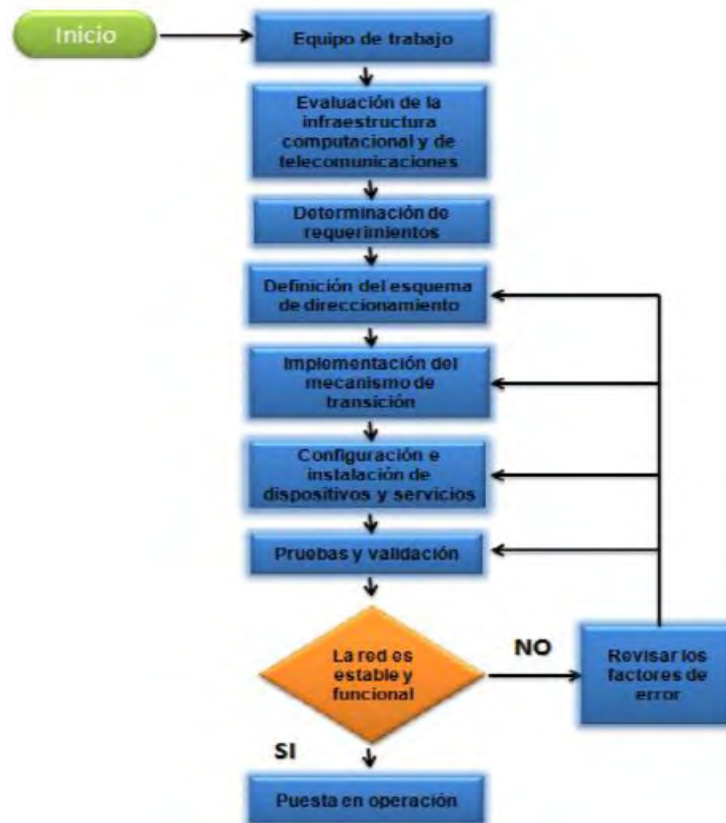 Inicio
Equipo de trabajo
Evaluación de la
infraestructura
computacional y de
telecomunicaciones
Determinación de
requerimientos
Definición del esquema
de direccionamiento
Implementación del
mecanismo de
transición
Configuración e
instalación de
dispositivos y servicios
Pruebas y validación
La red es
estable y
funcional
NO
Revisar los
factores de
error
SI
Puesta en operación